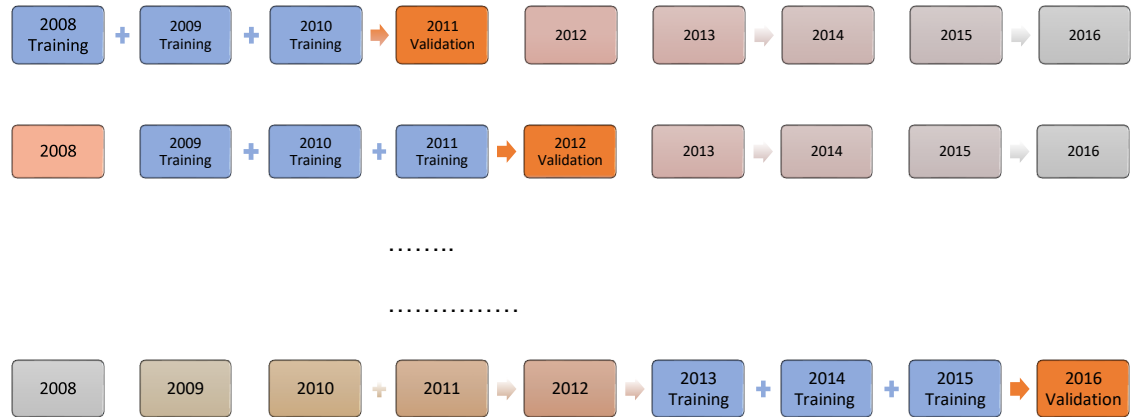 2008 Training + 2009 Training + 2010 Training 2011 Validation 2012 2013 2014 2015 2016
2008 2009 Training + 2010 Training + 2011 Training 2012 Validation 2013 2014 2015 2016
........
...............
2008 2009 2010 + 2011 2012 2013 Training + 2014 Training + 2015 Training 2016 Validation